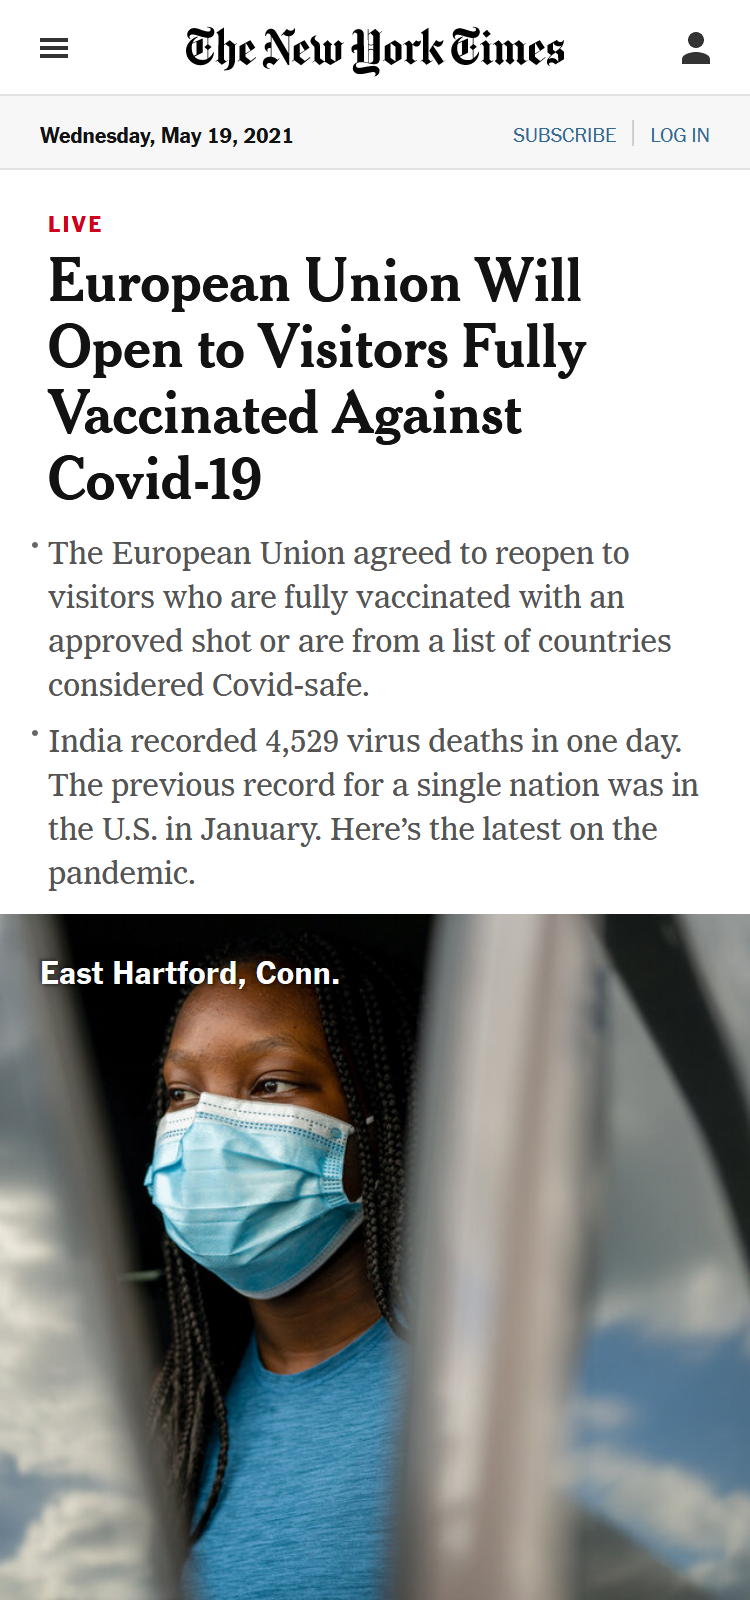 The New York Times
Wednesday, May 19, 2021
SUBSCRIBE
LOG IN
LIVE
European Union Will
Open to Visitors Fully
Vaccinated Against
Covid-19
The European Union agreed to reopen to
visitors who are fully vaccinated with an
approved shot or are from a list of countries
considered Covid-safe.
India recorded 4,529 virus deaths in one day.
The previous record for a single nation was in
the U.S. in January. Here’s the latest on the
pandemic.
East Hartford, Conn.